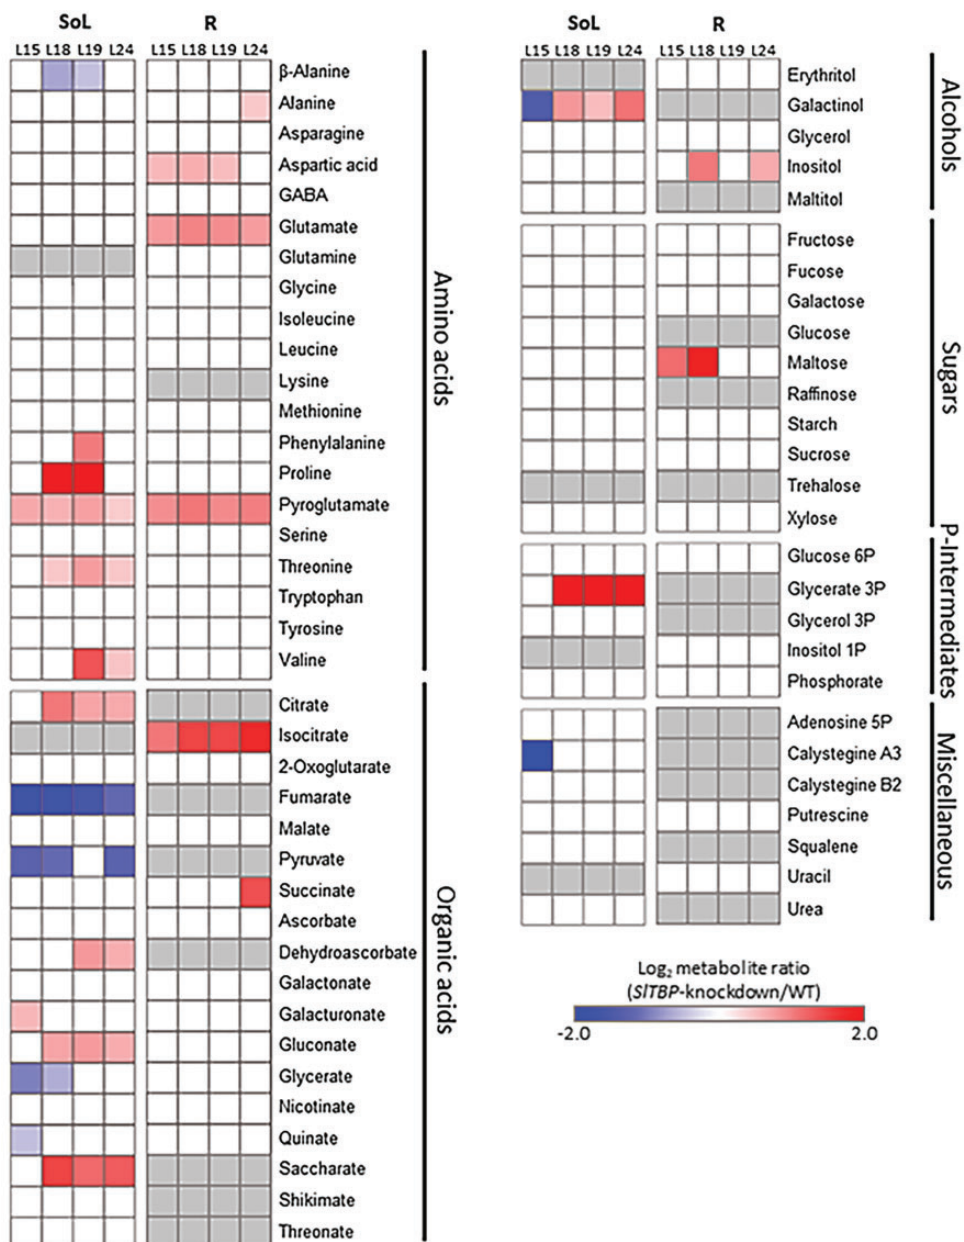 SoL R
L15 L18 L19 L24 L15 L18 L19 L24
β-Alanine
Alanine
Asparagine
Aspartic acid
GABA
Glutamate
Glutamine
Glycine
Isoleucine
Leucine
Lysine
Methionine
Phenylalanine
Proline
Pyroglutamate
Serine
Threonine
Tryptophan
Tyrosine
Valine
Amino acids
Citrate
Isocitrate
2-Oxoglutarate
Fumarate
Malate
Pyruvate
Succinate
Ascorbate
Dehydroascorbate
Galactonate
Galacturonate
Gluconate
Glycerate
Nicotinate
Quinate
Saccharate
Shikimate
Threonate
Organic acids
SoL R
L15 L18 L19 L24 L15 L18 L19 L24
Erythritol
Galactinol
Glycerol
Inositol
Maltitol
Alcohols
Fructose
Fucose
Galactose
Glucose
Maltose
Raffinose
Starch
Sucrose
Trehalose
Xylose
Sugars
Glucose 6P
Glycerate 3P
Glycerol 3P
Inositol 1P
Phosphorate
P-Intermediates
Adenosine 5P
Calystegine A3
Calystegine B2
Putrescine
Squalene
Uracil
Urea
Miscellaneous
Log₂ metabolite ratio
(SlTBP-knockdown/WT)
-2.0 2.0